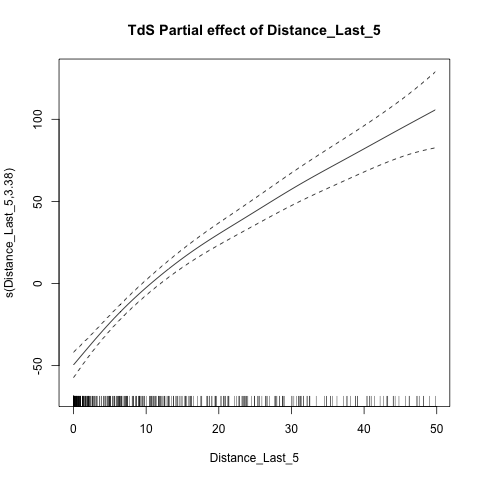 TdS Partial effect of Distance_Last_5
s(Distance_Last_5,3.38)
100
50
0
-50
0 10 20 30 40 50
Distance_Last_5